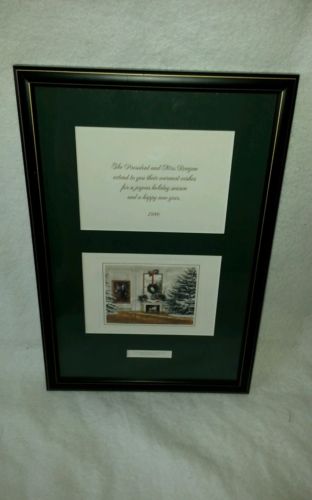 The President and Mrs. Reagan
extend to you their warmest wishes
for a joyous holiday season
and a happy new year.
1986